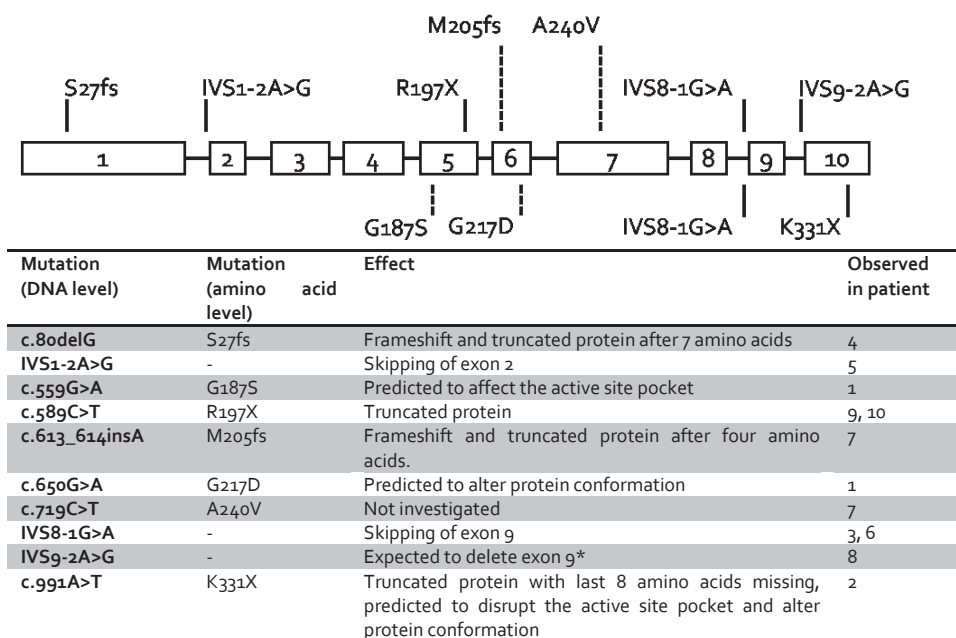 M205fs A240V
S27fs IVS1-2A>G R197X IVS8-1G>A IVS9-2A>G
1 2 3 4 5 6 7 8 9 10
G187S G217D IVS8-1G>A K331X
Mutation (DNA level) Mutation (amino acid level) Effect Observed in patient
c.80delG S27fs Frameshift and truncated protein after 7 amino acids 4
IVS1-2A>G - Skipping of exon 2 5
c.559G>A G187S Predicted to affect the active site pocket 1
c.589C>T R197X Truncated protein 9, 10
c.613_614insA M205fs Frameshift and truncated protein after four amino 7
acids.
c.650G>A G217D Predicted to alter protein conformation 1
c.719C>T A240V Not investigated 7
IVS8-1G>A - Skipping of exon 9 3, 6
IVS9-2A>G - Expected to delete exon 9* 8
c.991A>T K331X Truncated protein with last 8 amino acids missing, 2
predicted to disrupt the active site pocket and alter
protein conformation